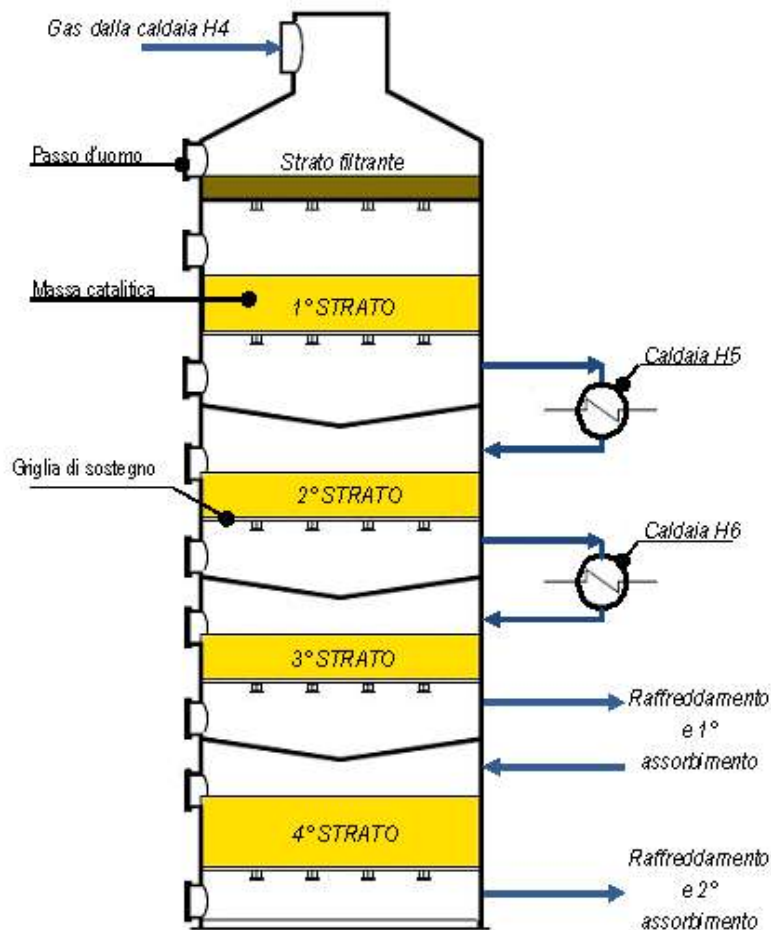 Gas dalla caldaia H4
Passo d'uomo
Strato filtrante
Massa catalitica
1° STRATO
Caldaia H5
Griglia di sostegno
2° STRATO
Caldaia H6
3° STRATO
Raffreddamento
e 1°
assorbimento
4° STRATO
Raffreddamento
e 2°
assorbimento